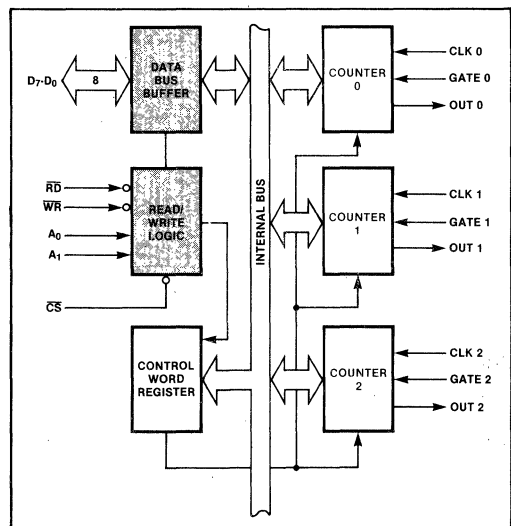 D7-D0
8
DATA
BUS
BUFFER
COUNTER
0
CLK 0
GATE 0
OUT 0
RD
WR
A0
A1
CS
READ/
WRITE
LOGIC
INTERNAL BUS
COUNTER
1
CLK 1
GATE 1
OUT 1
CONTROL
WORD
REGISTER
COUNTER
2
CLK 2
GATE 2
OUT 2